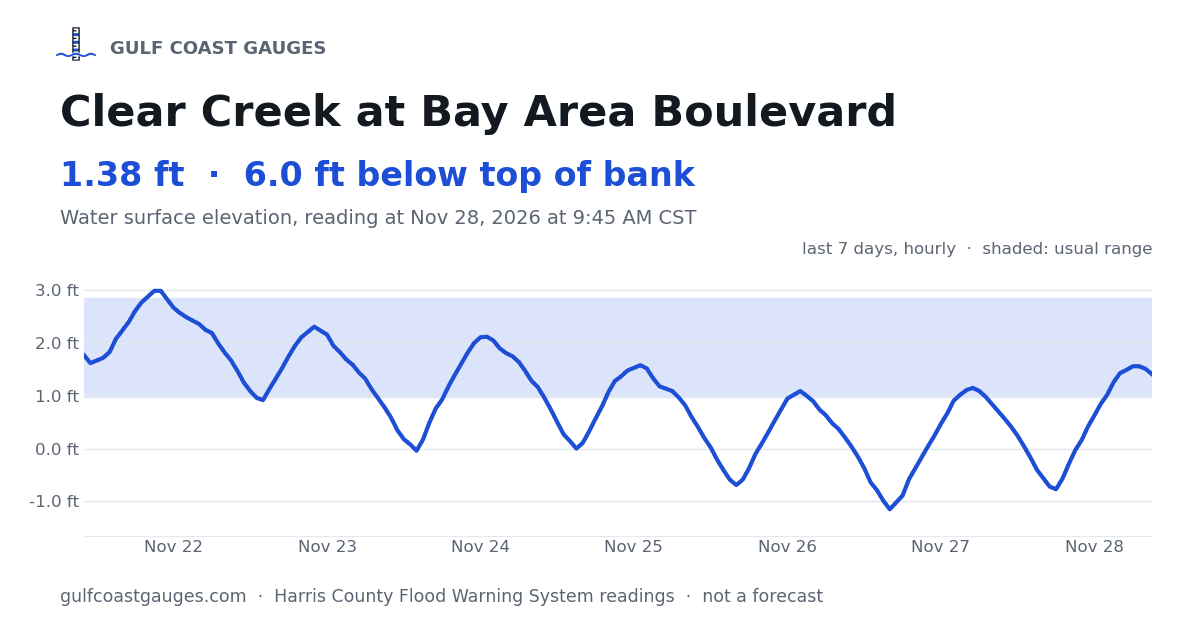 GULF COAST GAUGES
Clear Creek at Bay Area Boulevard
1.38 ft · 6.0 ft below top of bank
Water surface elevation, reading at Nov 28, 2026 at 9:45 AM CST
last 7 days, hourly · shaded: usual range
3.0 ft
2.0 ft
1.0 ft
0.0 ft
-1.0 ft
Nov 22 Nov 23 Nov 24 Nov 25 Nov 26 Nov 27 Nov 28
gulfcoastgauges.com · Harris County Flood Warning System readings · not a forecast